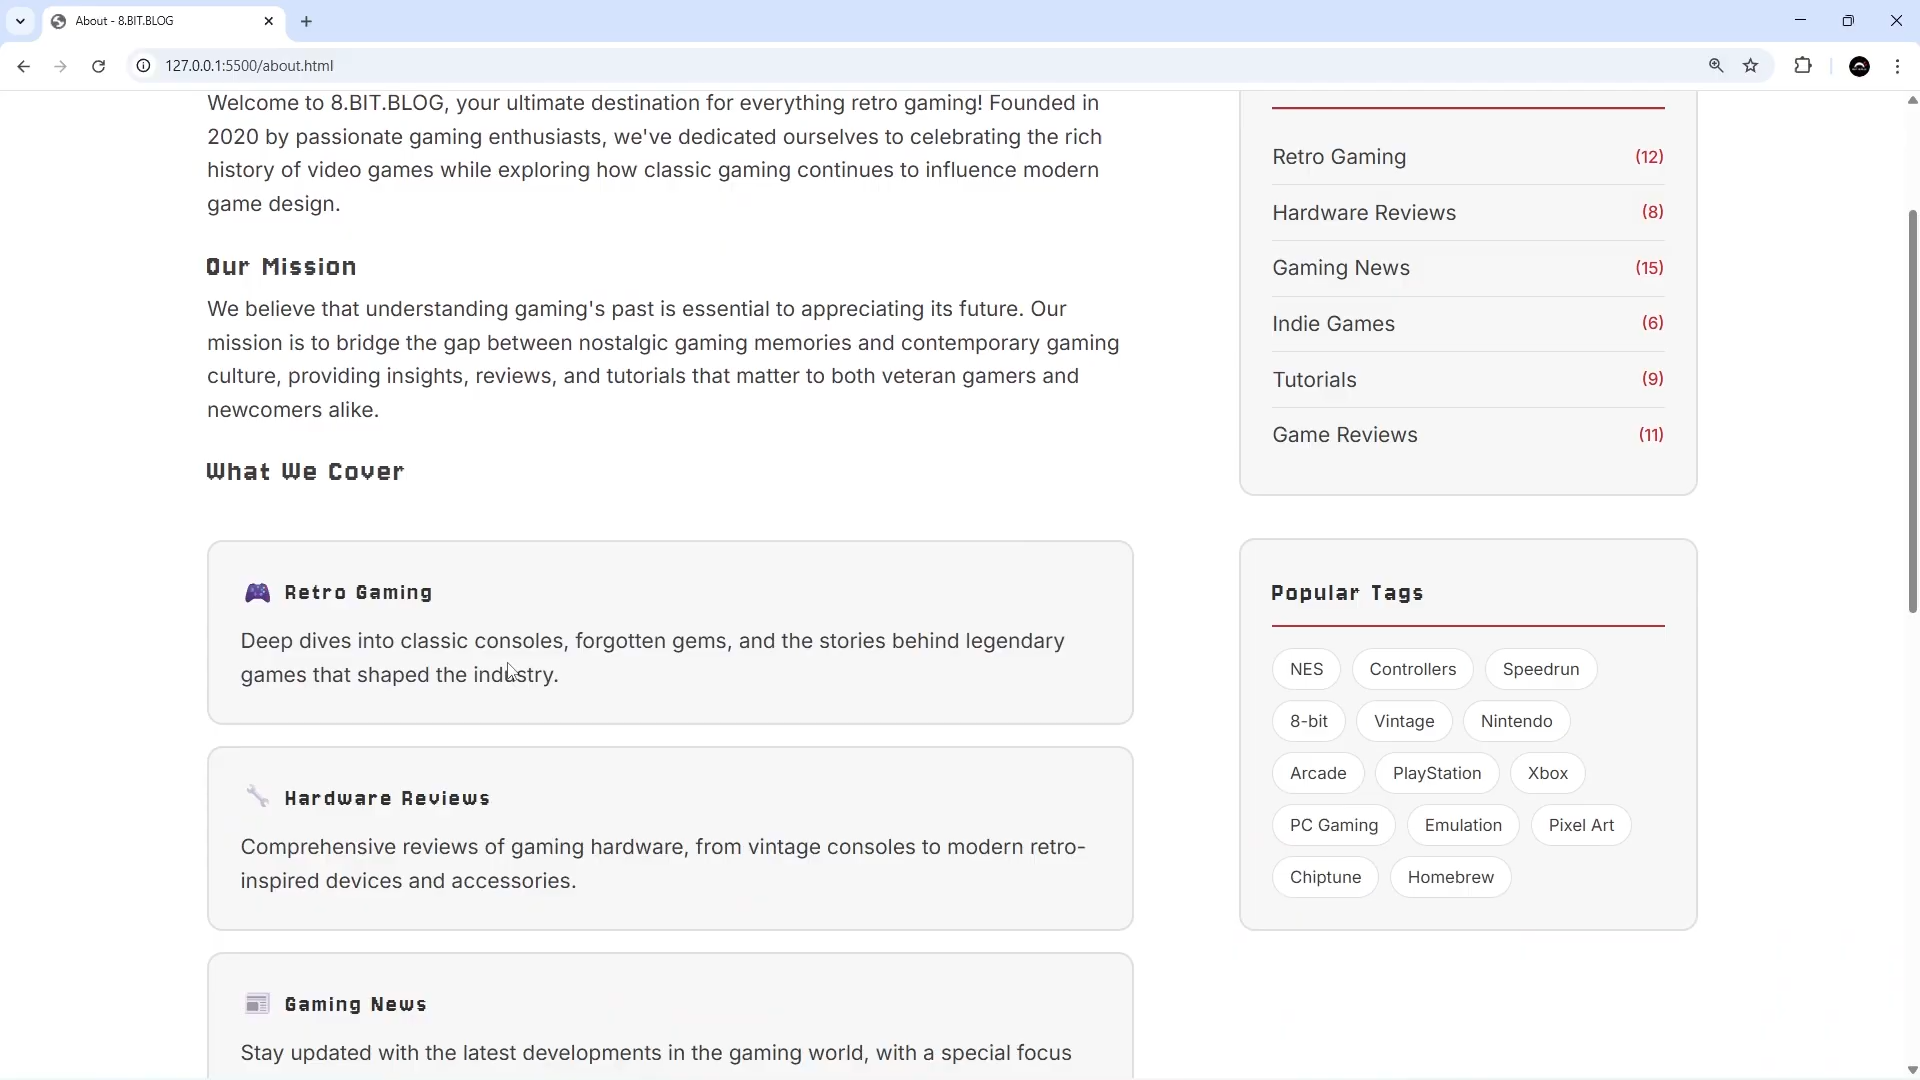 About - 8.BIT.BLOG
127.0.0.1:5500/about.html
Welcome to 8.BIT.BLOG, your ultimate destination for everything retro gaming! Founded in
2020 by passionate gaming enthusiasts, we've dedicated ourselves to celebrating the rich
history of video games while exploring how classic gaming continues to influence modern
game design.
Our Mission
We believe that understanding gaming's past is essential to appreciating its future. Our
mission is to bridge the gap between nostalgic gaming memories and contemporary gaming
culture, providing insights, reviews, and tutorials that matter to both veteran gamers and
newcomers alike.
What We Cover
Retro Gaming
Deep dives into classic consoles, forgotten gems, and the stories behind legendary
games that shaped the industry.
Hardware Reviews
Comprehensive reviews of gaming hardware, from vintage consoles to modern retro-
inspired devices and accessories.
Gaming News
Stay updated with the latest developments in the gaming world, with a special focus
Retro Gaming (12)
Hardware Reviews (8)
Gaming News (15)
Indie Games (6)
Tutorials (9)
Game Reviews (11)
Popular Tags
NES Controllers Speedrun
8-bit Vintage Nintendo
Arcade PlayStation Xbox
PC Gaming Emulation Pixel Art
Chiptune Homebrew